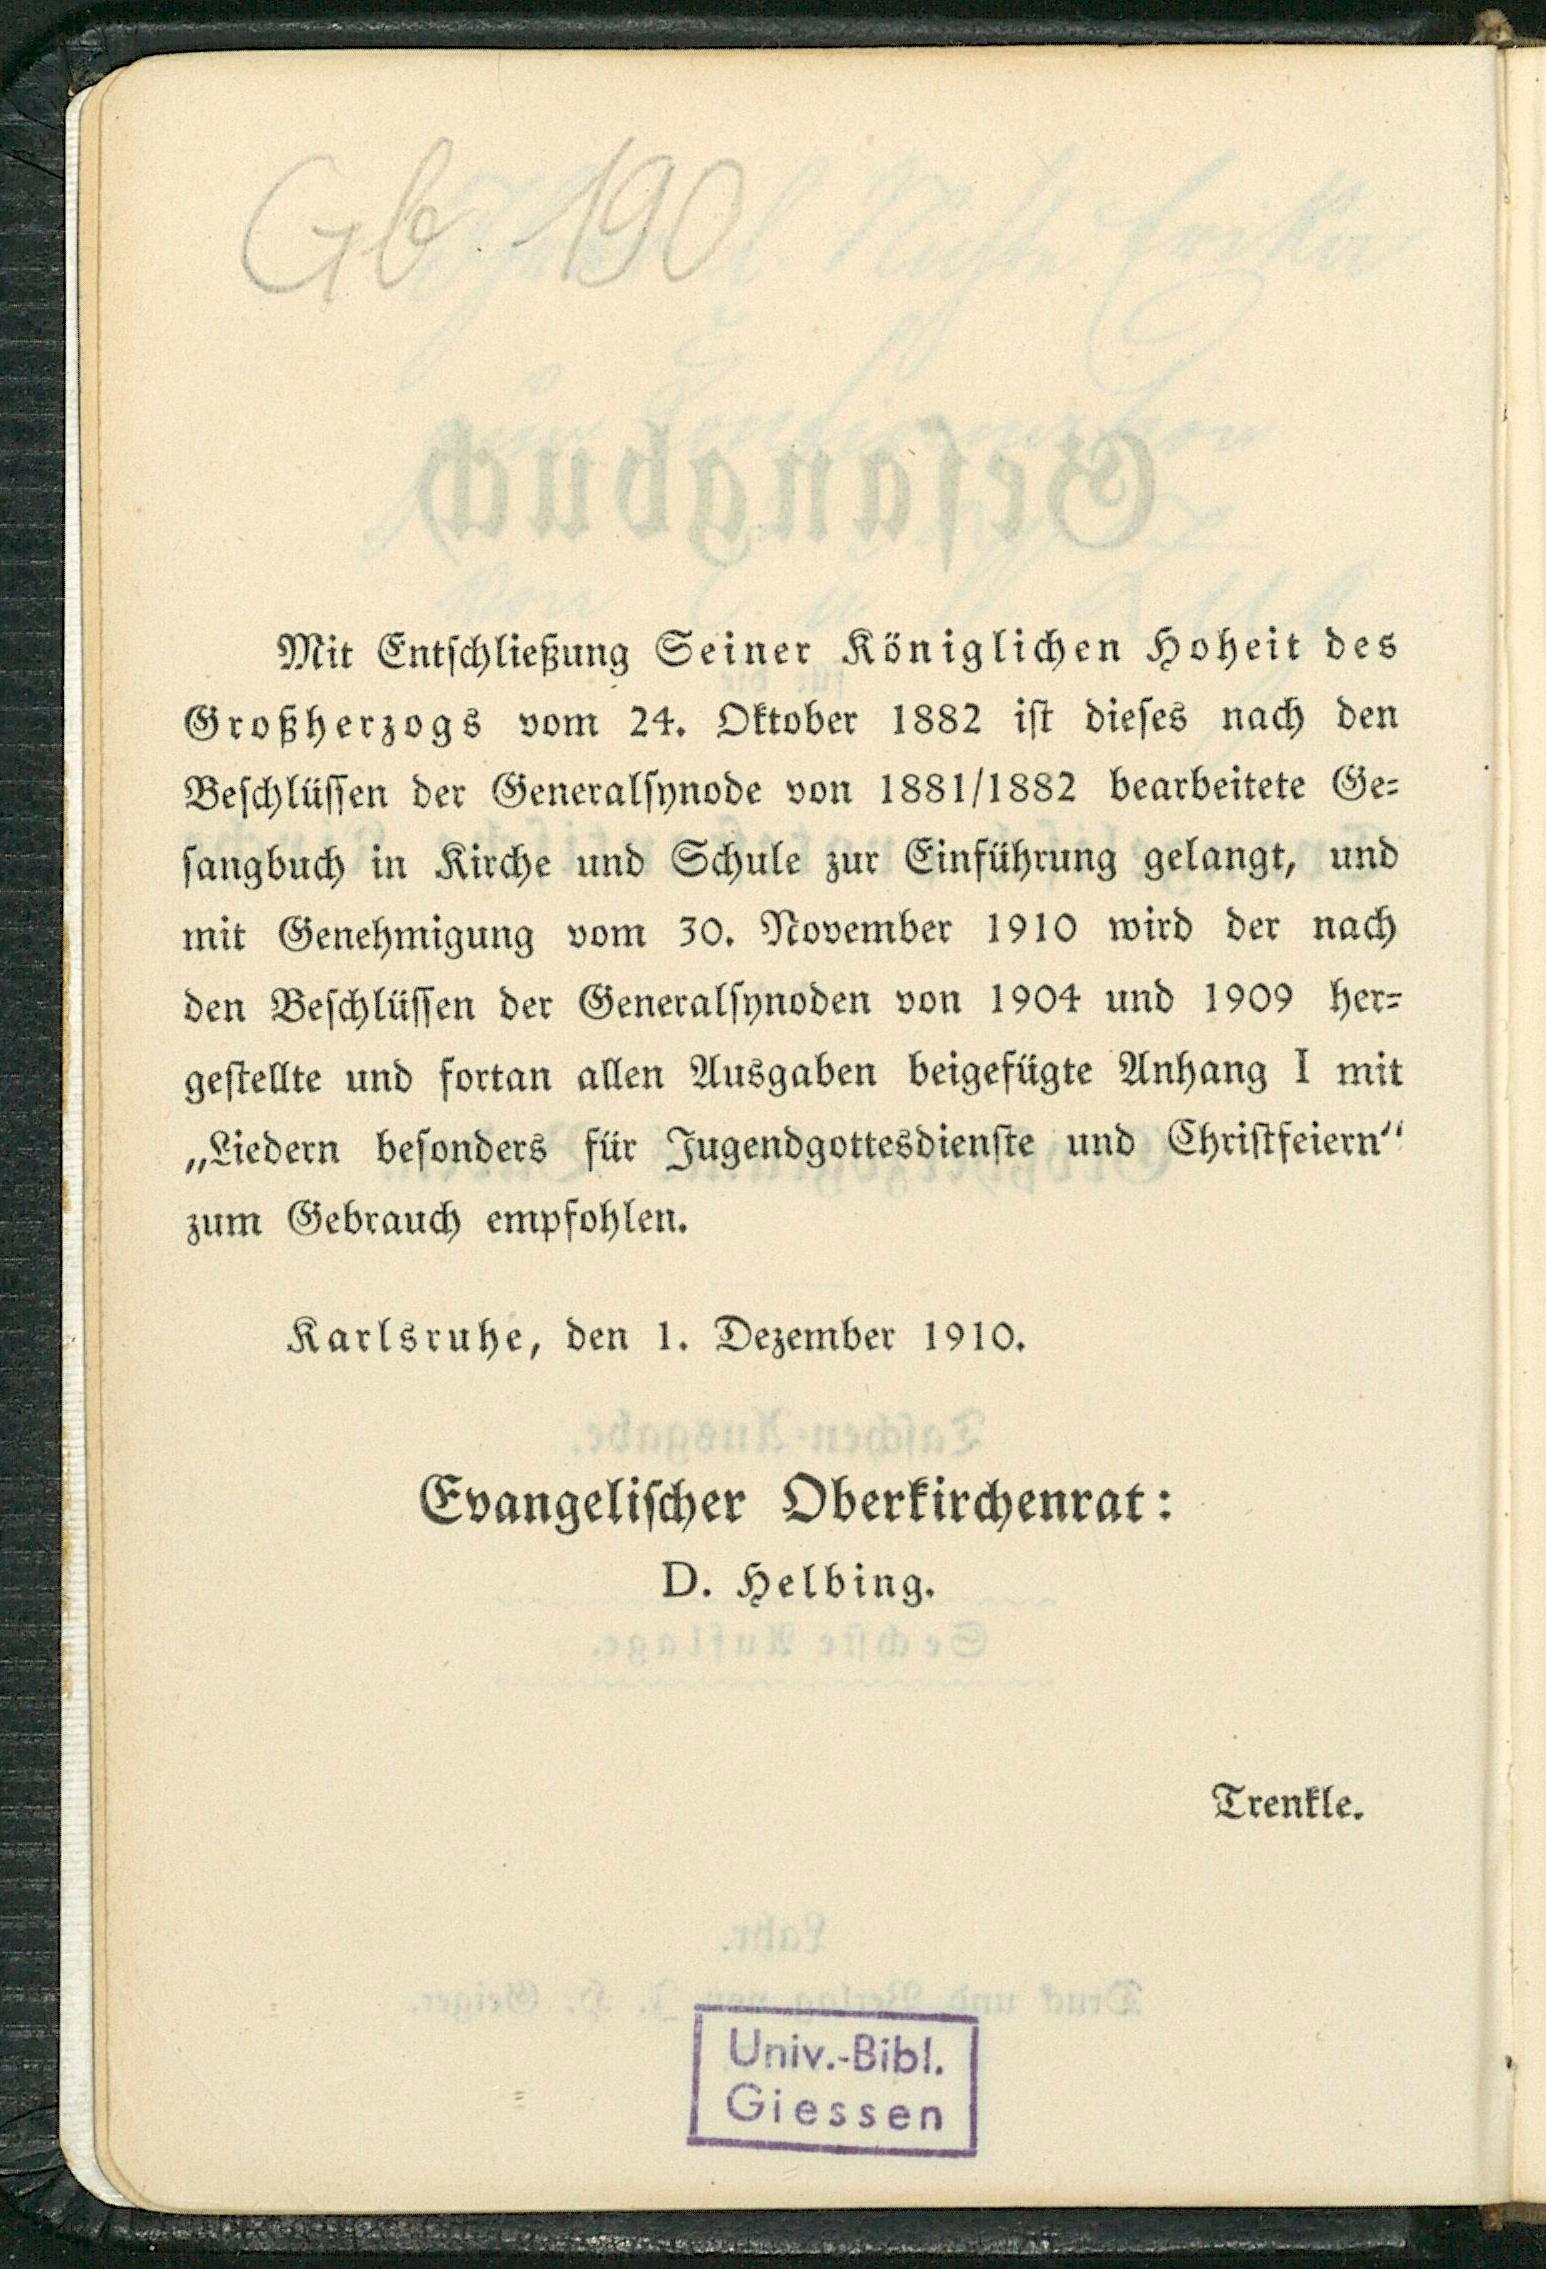 Gb. 190
Mit Entschließung Seiner Königlichen Hoheit des
Großherzogs vom 24. Oktober 1882 ist dieses nach den
Beschlüssen der Generalsynode von 1881/1882 bearbeitete Ge-
sangbuch in Kirche und Schule zur Einführung gelangt, und
mit Genehmigung vom 30. November 1910 wird der nach
den Beschlüssen der Generalsynoden von 1904 und 1909 her-
gestellte und fortan allen Ausgaben beigefügte Anhang I mit
„Liedern besonders für Jugendgottesdienste und Christfeiern“
zum Gebrauch empfohlen.
Karlsruhe, den 1. Dezember 1910.
Evangelischer Oberkirchenrat:
D. Helbing.
Trenkle.
Univ.-Bibl.
Giessen